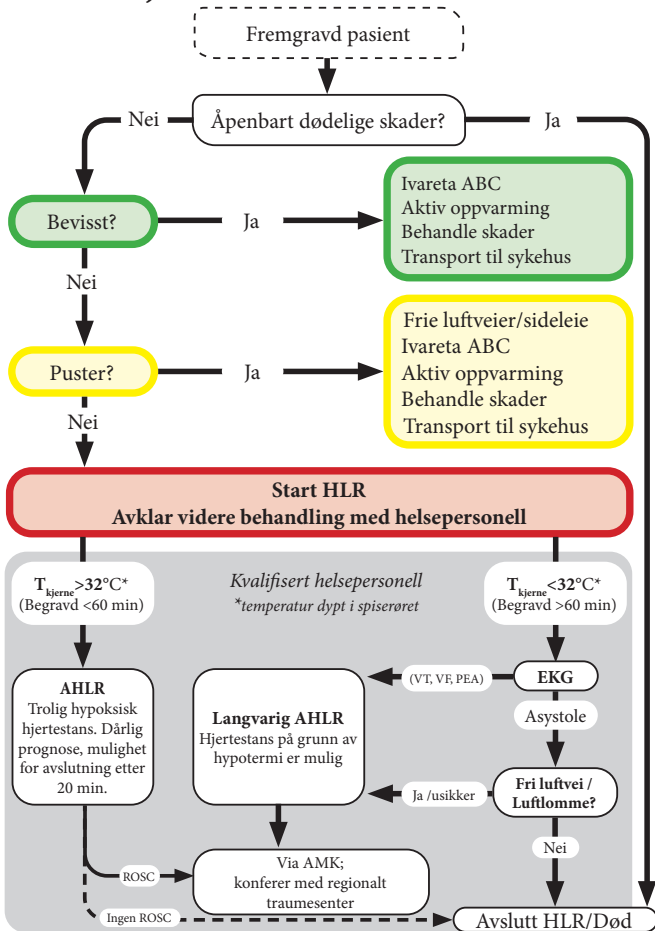 Fremgravd pasient
Åpenbart dødelige skader?
Nei
Ja
Bevisst?
Ja
Ivareta ABC
Aktiv oppvarming
Behandle skader
Transport til sykehus
Nei
Puster?
Ja
Frie luftveier/sideleie
Ivareta ABC
Aktiv oppvarming
Behandle skader
Transport til sykehus
Nei
Start HLR
Avklar videre behandling med helsepersonell
Tkjerne>32°C*
(Begravd <60 min)
Kvalifisert helsepersonell
*temperatur dypt i spiserøret
Tkjerne<32°C*
(Begravd >60 min)
AHLR
Trolig hypoksisk
hjertestans. Dårlig
prognose, mulighet
for avslutning etter
20 min.
Langvarig AHLR
Hjertestans på grunn av
hypotermi er mulig
(VT, VF, PEA)
EKG
Asystole
Fri luftvei /
Luftlomme?
Ja /usikker
Nei
ROSC
Via AMK;
konferer med regionalt
traumesenter
Ingen ROSC
Avslutt HLR/Død